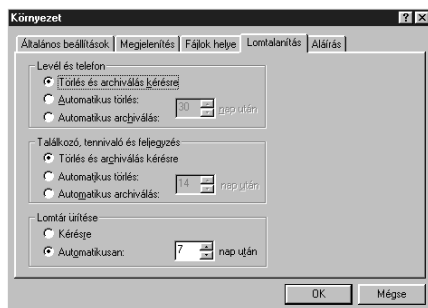 Környezet
Általános beállítások Megjelenítés Fájlok helye Lomtalanítás Aláírás
Levél és telefon
Törlés és archiválás kérésre
Automatikus törlés: 30 nap után
Automatikus archiválás:
Találkozó, tennivaló és feljegyzés
Törlés és archiválás kérésre
Automatikus törlés: 14 nap után
Automatikus archiválás:
Lomtár ürítése
Kérésre
Automatikusan: 7 nap után
OK Mégse